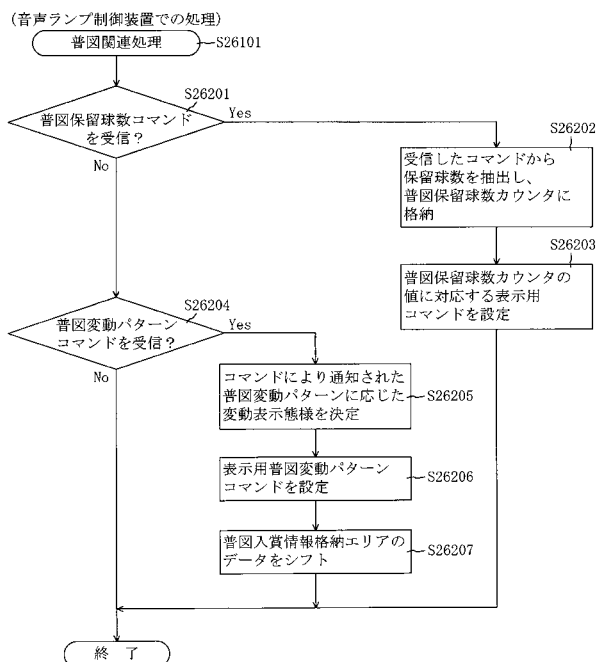 (音声ランプ制御装置での処理)
普図関連処理
S26101
S26201
普図保留球数コマンド
を受信?
Yes
No
S26202
受信したコマンドから
保留球数を抽出し、
普図保留球数カウンタに
格納
S26203
普図保留球数カウンタの
値に対応する表示用
コマンドを設定
S26204
普図変動パターン
コマンドを受信?
Yes
No
コマンドにより通知された
普図変動パターンに応じた
変動表示態様を決定
S26205
表示用普図変動パターン
コマンドを設定
S26206
普図入賞情報格納エリアの
データをシフト
S26207
終 了